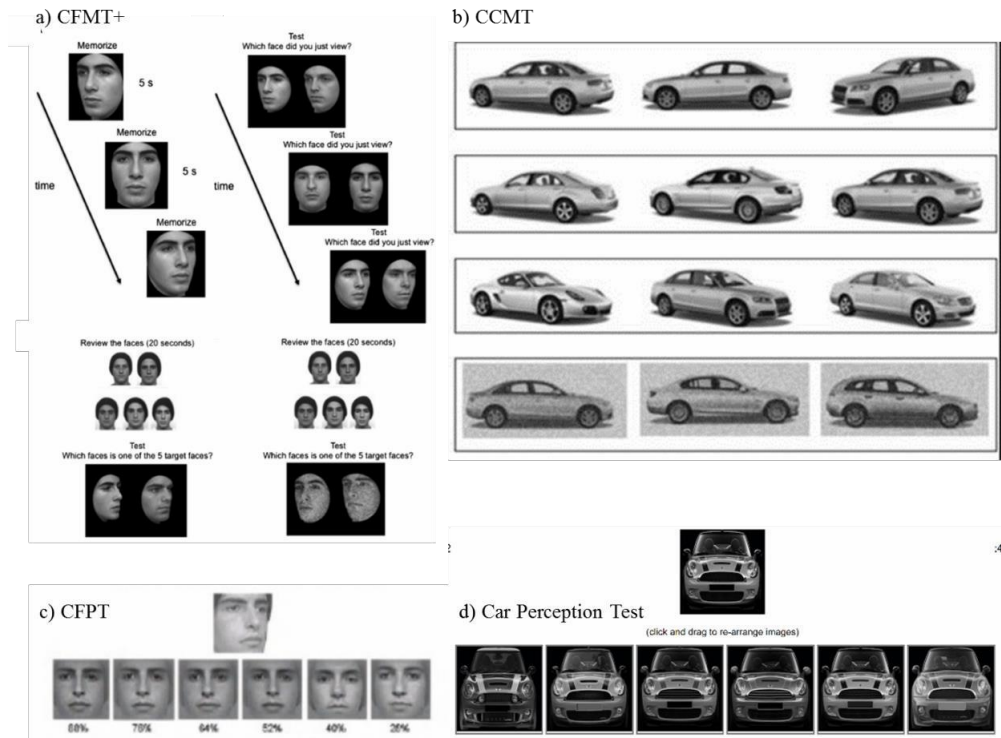 a) CFMT+
Memorize
5 s
Memorize
5 s
Memorize
time
Test
Which face did you just view?
Test
Which face did you just view?
Test
Which face did you just view?
time
Review the faces (20 seconds)
Review the faces (20 seconds)
Test
Which faces is one of the 5 target faces?
Test
Which faces is one of the 5 target faces?
b) CCMT
c) CFPT
88% 76% 64% 52% 40% 28%
2
:4
d) Car Perception Test
(click and drag to re-arrange images)